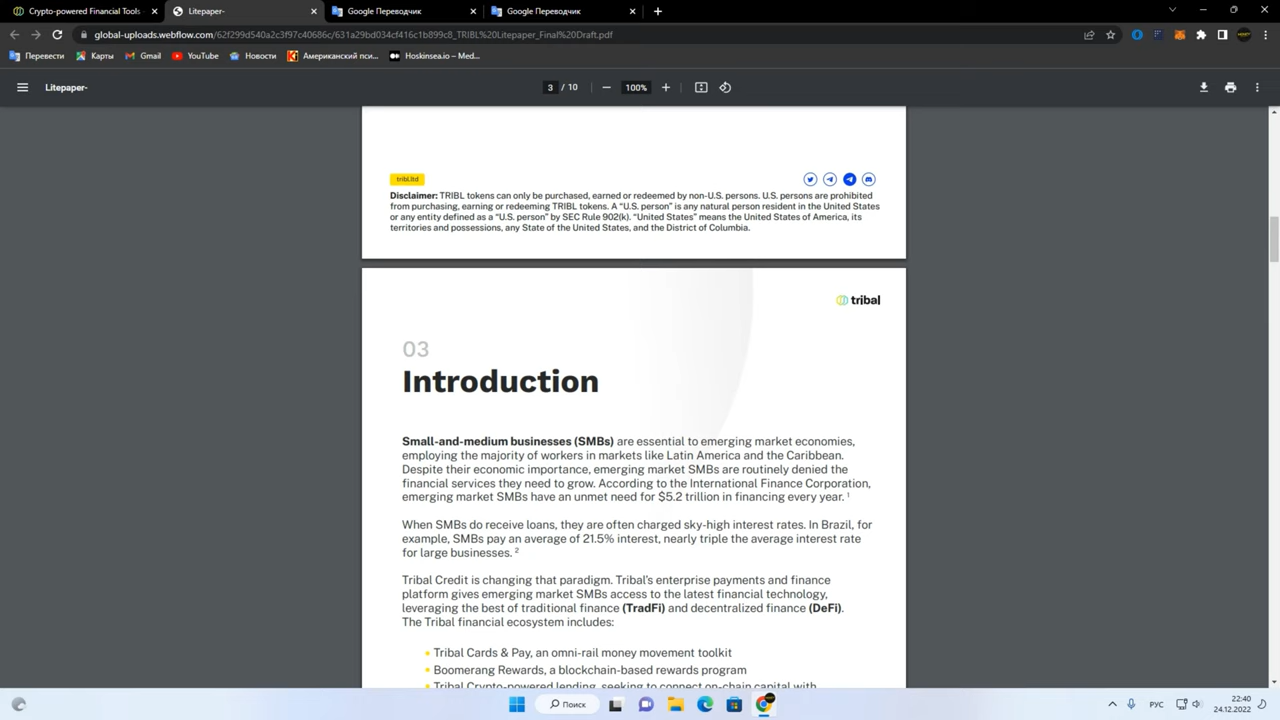 Crypto-powered Financial Tools
Litepaper-
Google Переводчик
Google Переводчик
global-uploads.webflow.com/62f299d540a2c3f97c40686c/631a29bd034cf416c1b899c8_TRIBL%20Litepaper_Final%20Draft.pdf
Перевести
Карты
Gmail
YouTube
Новости
Американский пси...
Hoskinsea.io – Med...
Litepaper-
3 / 10
100%
tribl.ltd
Disclaimer: TRIBL tokens can only be purchased, earned or redeemed by non-U.S. persons. U.S. persons are prohibited
from purchasing, earning or redeeming TRIBL tokens. A “U.S. person” is any natural person resident in the United States
or any entity defined as a “U.S. person” by SEC Rule 902(k). “United States” means the United States of America, its
territories and possessions, any State of the United States, and the District of Columbia.
tribal
03
Introduction
Small-and-medium businesses (SMBs) are essential to emerging market economies,
employing the majority of workers in markets like Latin America and the Caribbean.
Despite their economic importance, emerging market SMBs are routinely denied the
financial services they need to grow. According to the International Finance Corporation,
emerging market SMBs have an unmet need for $5.2 trillion in financing every year. 1
When SMBs do receive loans, they are often charged sky-high interest rates. In Brazil, for
example, SMBs pay an average of 21.5% interest, nearly triple the average interest rate
for large businesses. 2
Tribal Credit is changing that paradigm. Tribal’s enterprise payments and finance
platform gives emerging market SMBs access to the latest financial technology,
leveraging the best of traditional finance (TradFi) and decentralized finance (DeFi).
The Tribal financial ecosystem includes:
• Tribal Cards & Pay, an omni-rail money movement toolkit
• Boomerang Rewards, a blockchain-based rewards program
• Tribal Crypto-powered lending, seeking to connect on-chain capital with
Поиск
РУС
22:40
24.12.2022